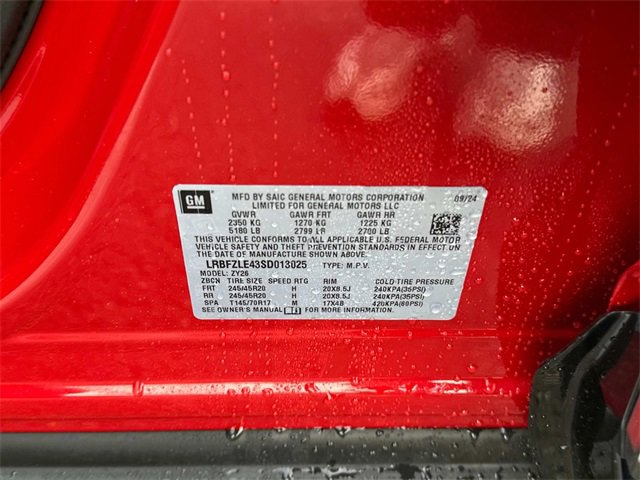 GM
MFD BY SAIC GENERAL MOTORS CORPORATION 09/24
LIMITED FOR GENERAL MOTORS LLC
GVWR GAWR FRT GAWR RR
2350 KG 1270 KG 1225 KG
5180 LB 2799 LB 2700 LB
THIS VEHICLE CONFORMS TO ALL APPLICABLE U.S. FEDERAL MOTOR
VEHICLE SAFETY AND THEFT PREVENTION STANDARDS IN EFFECT ON
THE DATE OF MANUFACTURE SHOWN ABOVE.
LRBFZLE43SD013025 TYPE: M.P.V.
MODEL: ZY26
ZBCN TIRE SIZE SPEED RTG RIM COLD TIRE PRESSURE
FRT 245/45R20 H 20X8.5J 240KPA(35PSI)
RR 245/45R20 H 20X8.5J 240KPA(35PSI)
SPA T145/70R17 M 17X4B 420KPA(60PSI)
SEE OWNER'S MANUAL FOR MORE INFORMATION